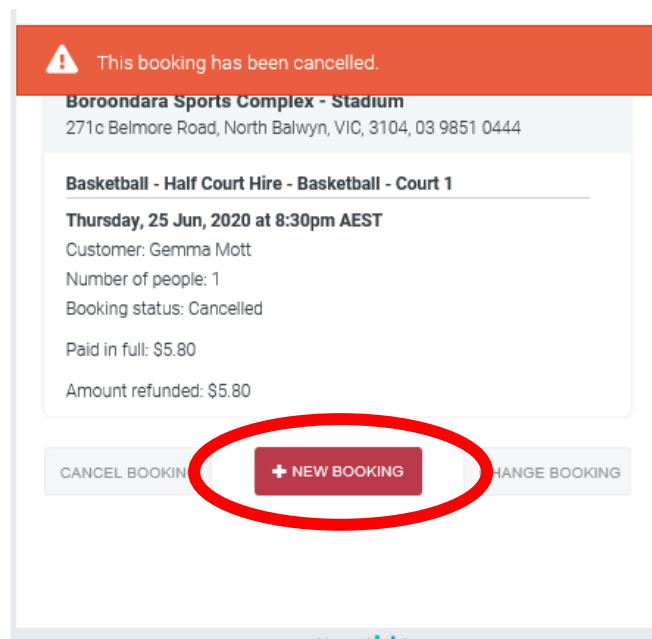 This booking has been cancelled.
Boroondara Sports Complex - Stadium
271c Belmore Road, North Balwyn, VIC, 3104, 03 9851 0444
Basketball - Half Court Hire - Basketball - Court 1
Thursday, 25 Jun, 2020 at 8:30pm AEST
Customer: Gemma Mott
Number of people: 1
Booking status: Cancelled
Paid in full: $5.80
Amount refunded: $5.80
CANCEL BOOKIN + NEW BOOKING HANGE BOOKING